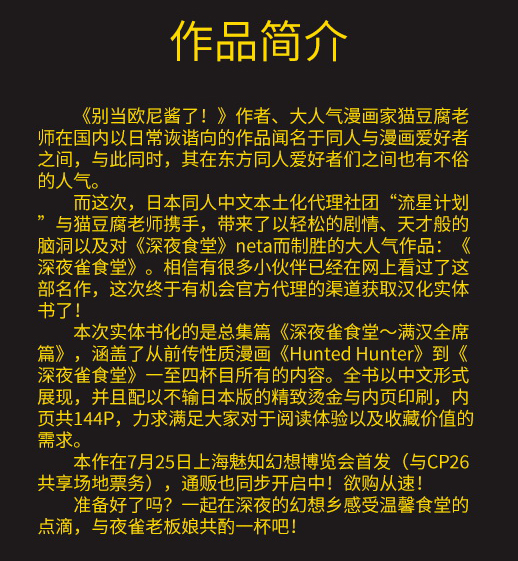 作品简介
《别当欧尼酱了！》作者、大人气漫画家猫豆腐老
师在国内以日常诙谐向的作品闻名于同人与漫画爱好者
之间，与此同时，其在东方同人爱好者们之间也有不俗
的人气。
而这次，日本同人中文本土化代理社团“流星计划
”与猫豆腐老师携手，带来了以轻松的剧情、天才般的
脑洞以及对《深夜食堂》neta而制胜的大人气作品：《
深夜雀食堂》。相信有很多小伙伴已经在网上看过了这
部名作，这次终于有机会官方代理的渠道获取汉化实体
书了！
本次实体书化的是总集篇《深夜雀食堂～满汉全席
篇》，涵盖了从前传性质漫画《Hunted Hunter》到《
深夜雀食堂》一至四杯目所有的内容。全书以中文形式
展现，并且配以不输日本版的精致烫金与内页印刷，内
页共144P，力求满足大家对于阅读体验以及收藏价值的
需求。
本作在7月25日上海魅知幻想博览会首发（与CP26
共享场地票务），通贩也同步开启中！欲购从速！
准备好了吗？一起在深夜的幻想乡感受温馨食堂的
点滴，与夜雀老板娘共酌一杯吧！